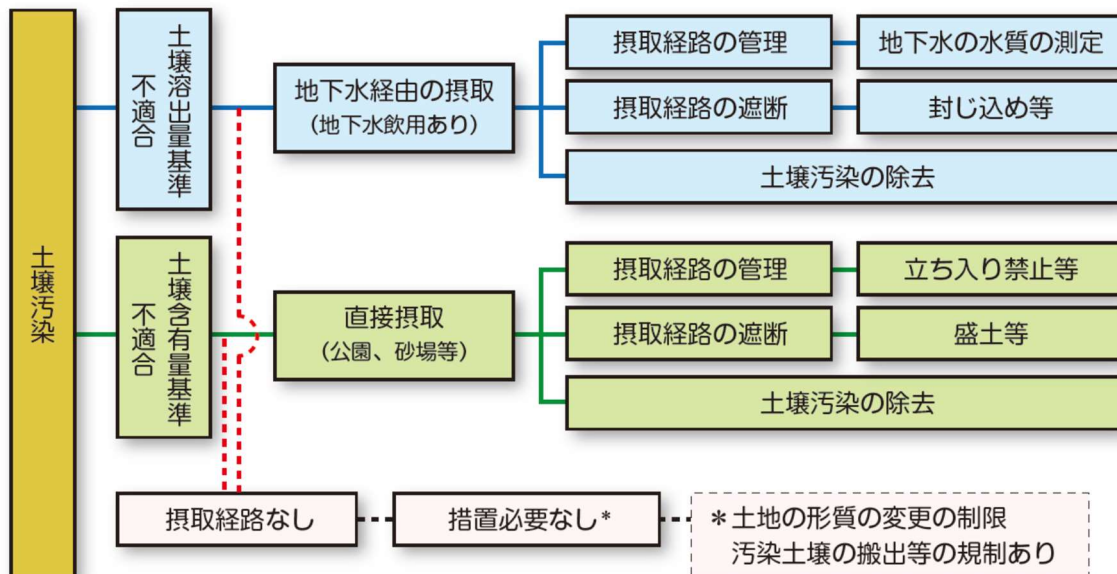 土壌汚染
土壌溶出量基準
不適合
地下水経由の摂取
(地下水飲用あり)
摂取経路の管理
地下水の水質の測定
摂取経路の遮断
封じ込め等
土壌汚染の除去
土壌含有量基準
不適合
直接摂取
(公園、砂場等)
摂取経路の管理
立ち入り禁止等
摂取経路の遮断
盛土等
土壌汚染の除去
摂取経路なし
措置必要なし*
*土地の形質の変更の制限
汚染土壌の搬出等の規制あり